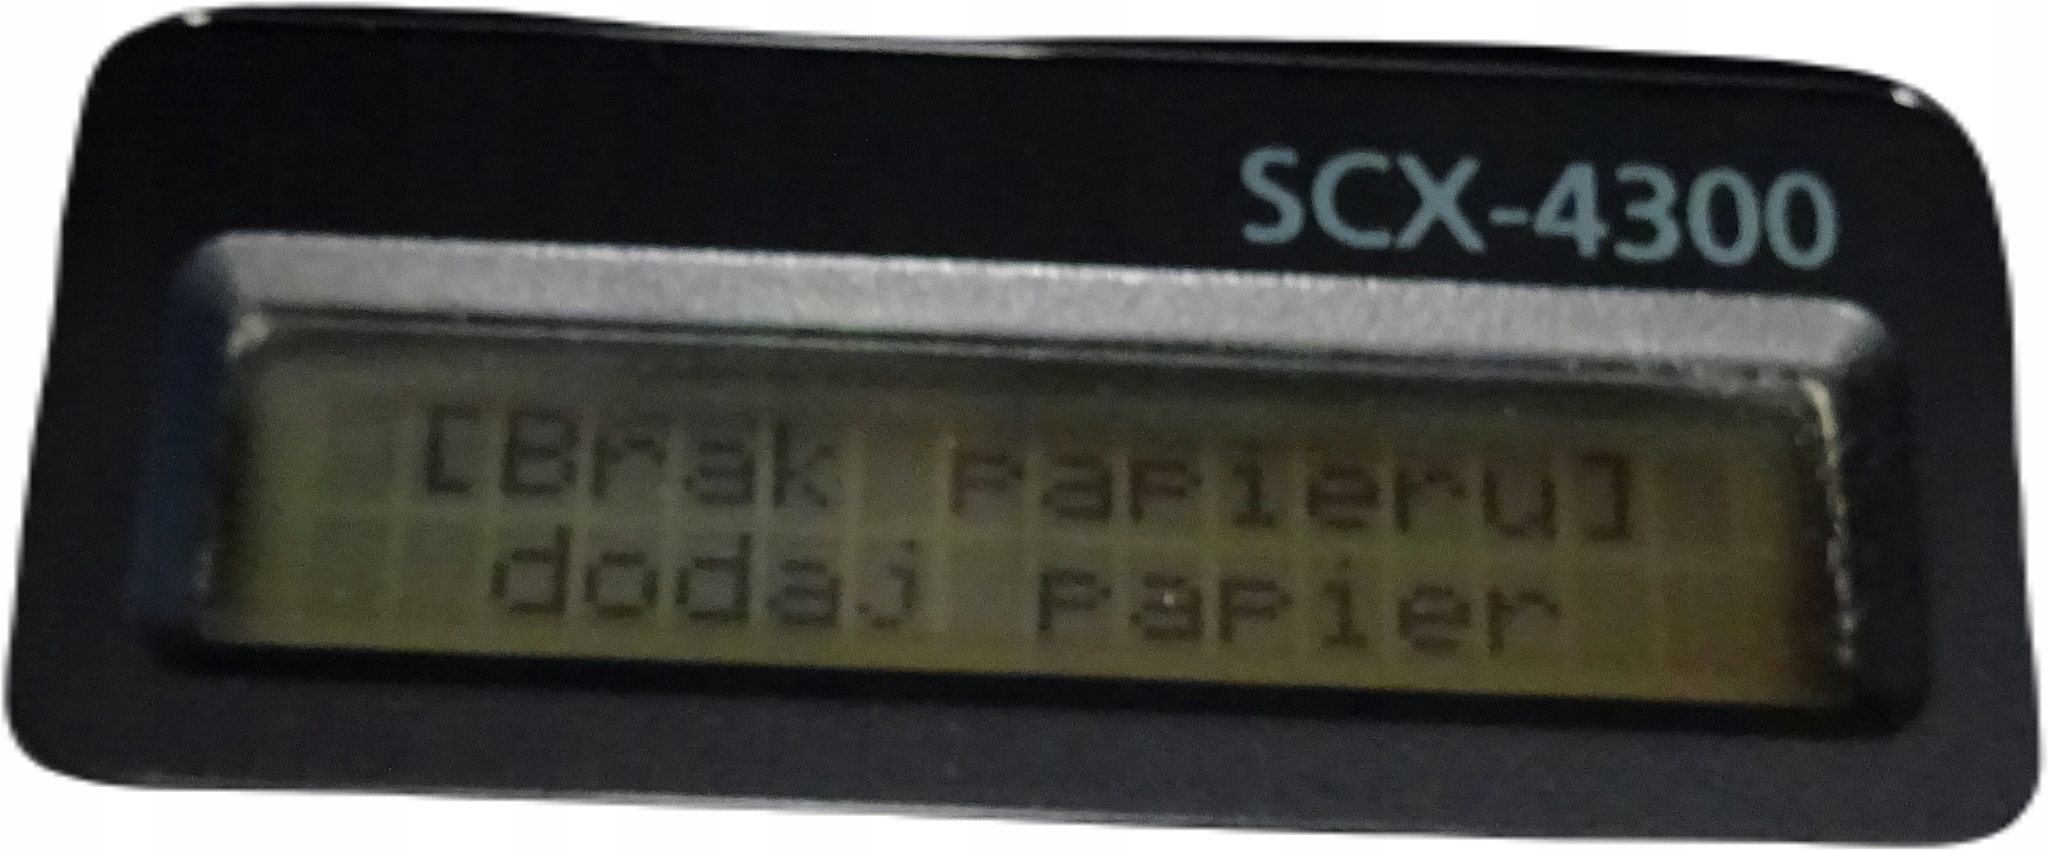 SCX-4300
[Brak papieru]
dodaj papier